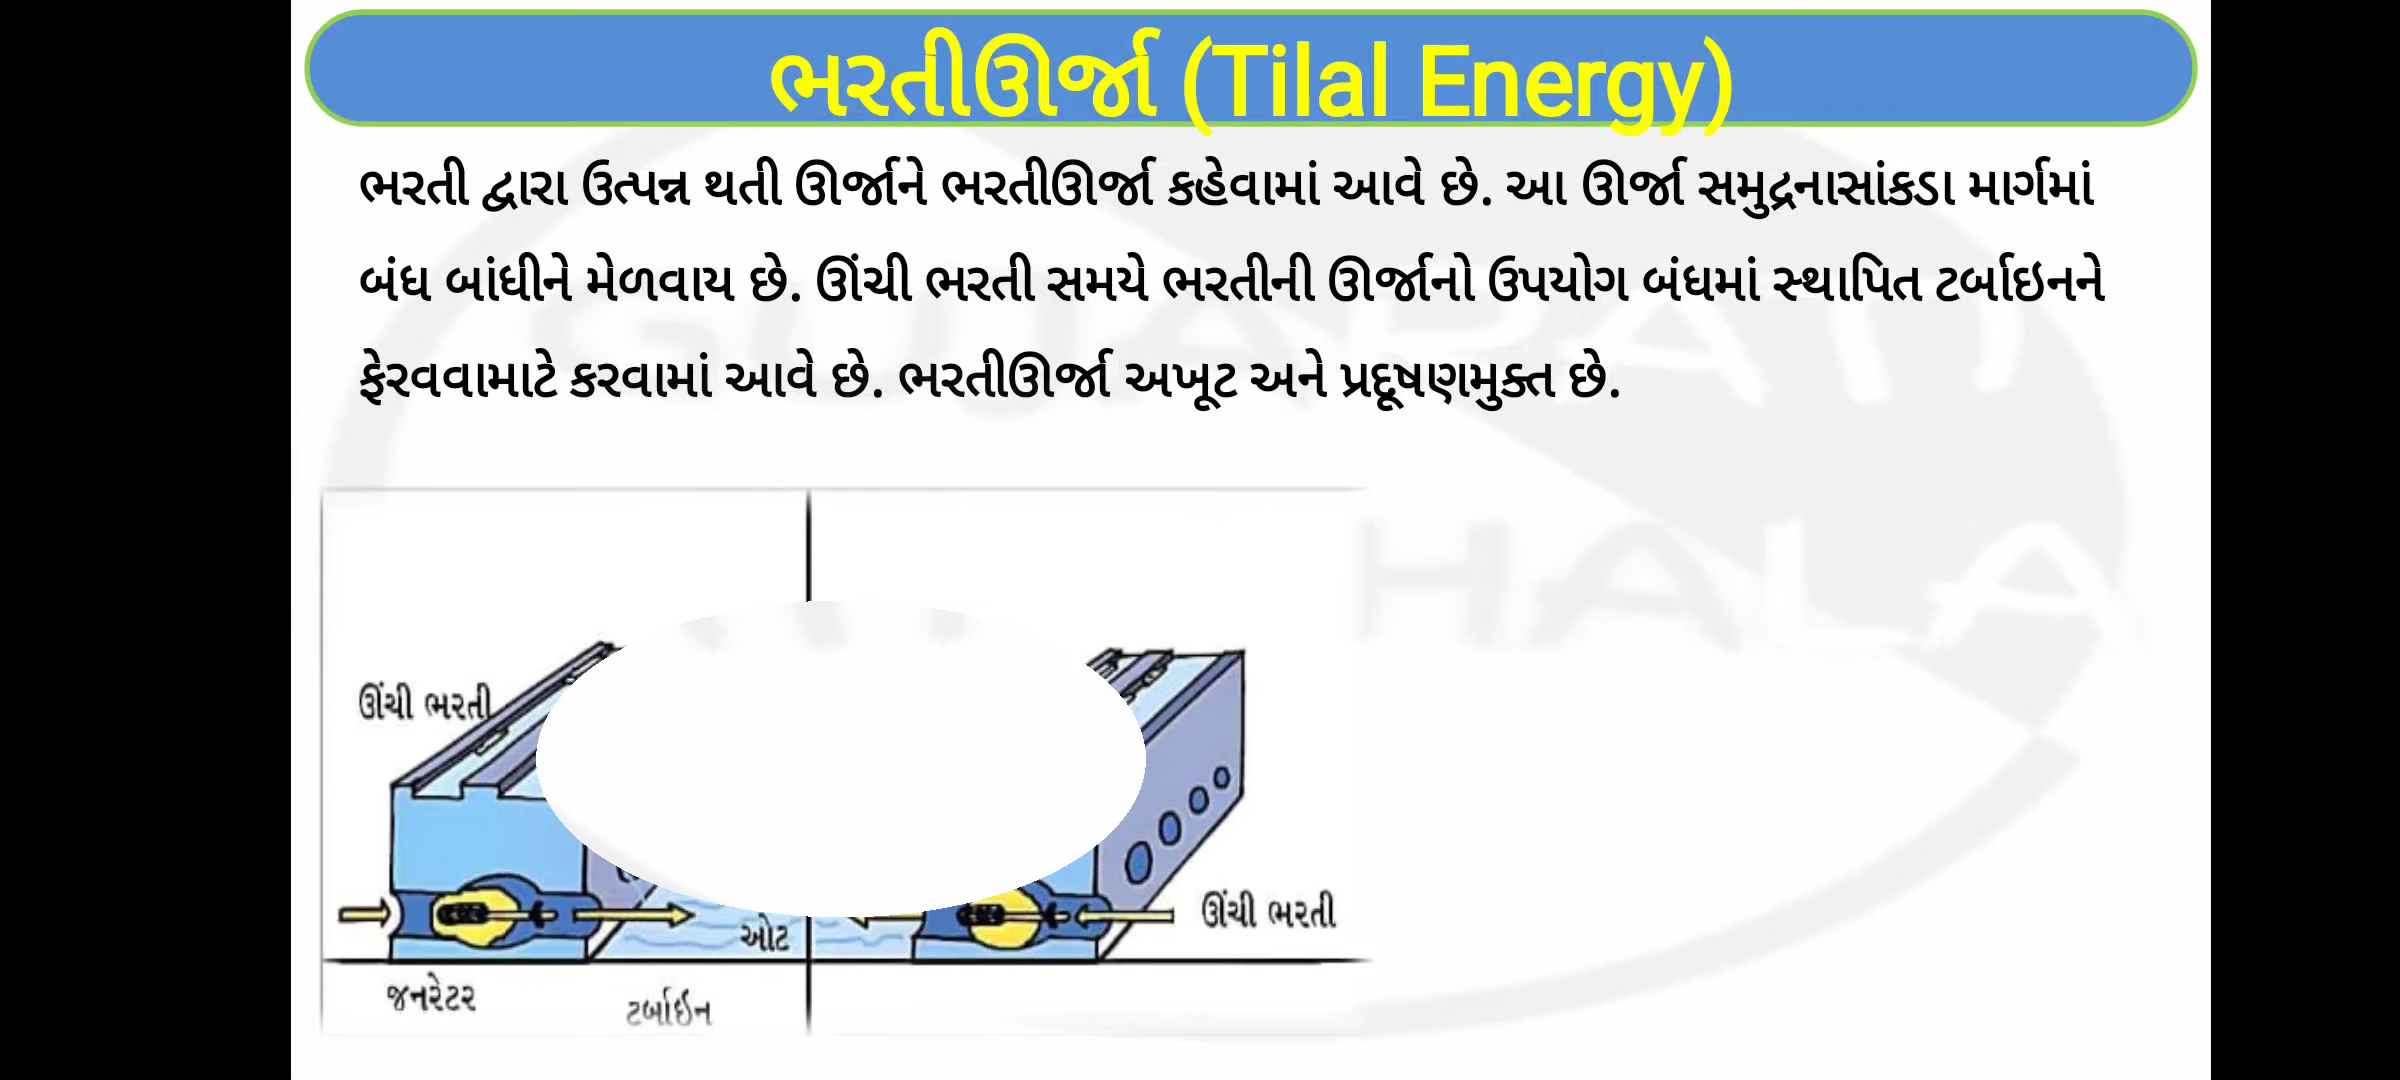 ભરતીઊર્જા (Tilal Energy)
ભરતી દ્વારા ઉત્પન્ન થતી ઊર્જાને ભરતીઊર્જા કહેવામાં આવે છે. આ ઊર્જા સમુદ્રનાસાંકડા માર્ગમાં
બંધ બાંધીને મેળવાય છે. ઊંચી ભરતી સમયે ભરતીની ઊર્જાનો ઉપયોગ બંધમાં સ્થાપિત ટર્બાઇનને
ફેરવવામાટે કરવામાં આવે છે. ભરતીઊર્જા અખૂટ અને પ્રદૂષણમુક્ત છે.
ઊંચી ભરતી
ઊંચી ભરતી
ઓટ
જનરેટર
ટર્બાઇન